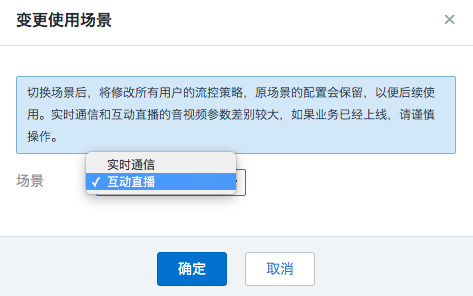 变更使用场景
切换场景后，将修改所有用户的流控策略，原场景的配置会保留，以便后续使
用。实时通信和互动直播的音视频参数差别较大，如果业务已经上线，请谨慎
操作。
实时通信
场景 ✓ 互动直播
确定 取消